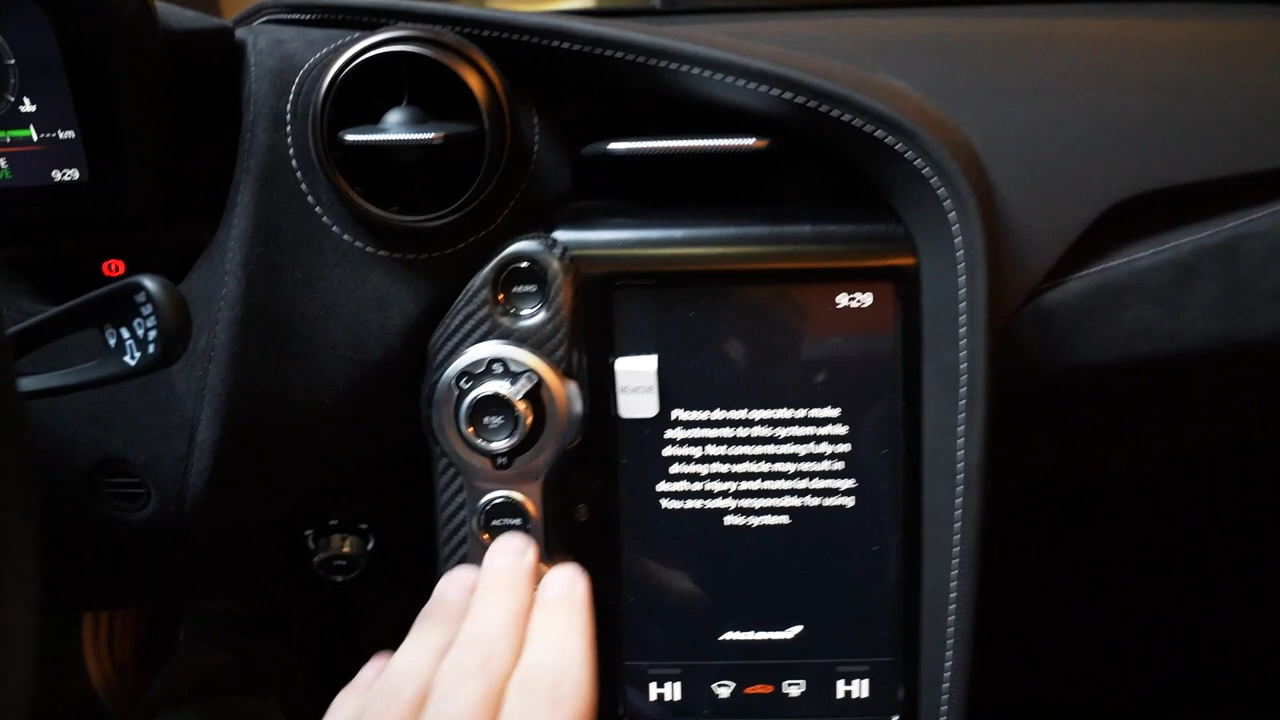 km
9:29
AERO
C S
ESC
H
ACTIVE
9:29
REMOVE
Please do not operate or make
adjustments to this system while
driving. Not concentrating fully on
driving the vehicle may result in
death or injury and material damage.
You are solely responsible for using
this system.
McLaren
HI HI